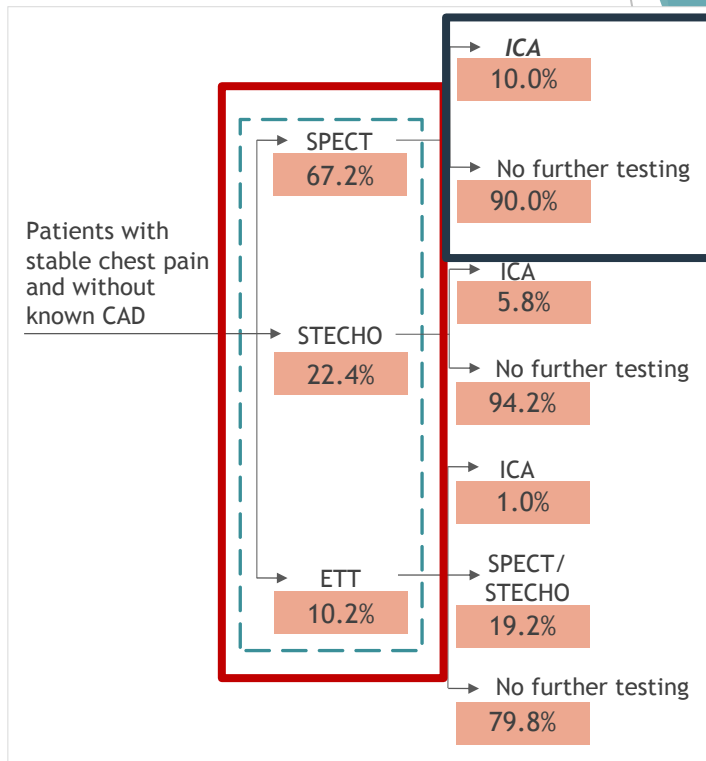 Patients with
stable chest pain
and without
known CAD
SPECT
67.2%
STECHO
22.4%
ETT
10.2%
ICA
10.0%
No further testing
90.0%
ICA
5.8%
No further testing
94.2%
ICA
1.0%
SPECT/
STECHO
19.2%
No further testing
79.8%